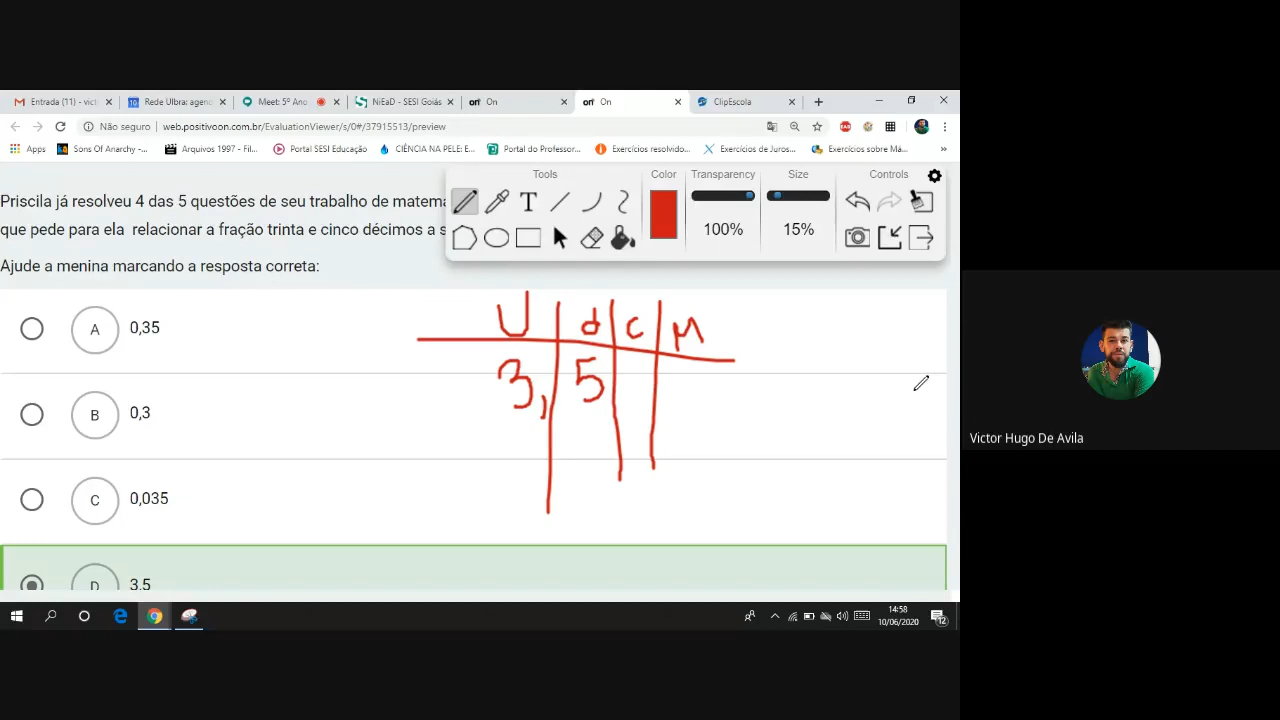 Entrada (11) - vict
Rede Ulbra: agen
Meet: 5º Ano
NiEaD - SESI Goiás
On
On
ClipEscola
Não seguro
web.positivoon.com.br/EvaluationViewer/s/0#/37915513/preview
Apps
Sons Of Anarchy -...
Arquivos 1997 - Fil...
Portal SESI Educação
CIÊNCIA NA PELE: E...
Portal do Professor...
Exercícios resolvido...
Exercícios de Juros...
Exercícios sobre Má...
Tools
Color
Transparency
Size
Controls
100%
15%
Priscila já resolveu 4 das 5 questões de seu trabalho de matema
que pede para ela relacionar a fração trinta e cinco décimos a s
Ajude a menina marcando a resposta correta:
U d C M
3, 5
A 0,35
B 0,3
C 0,035
D 3,5
Victor Hugo De Avila
14:58
10/06/2020
12